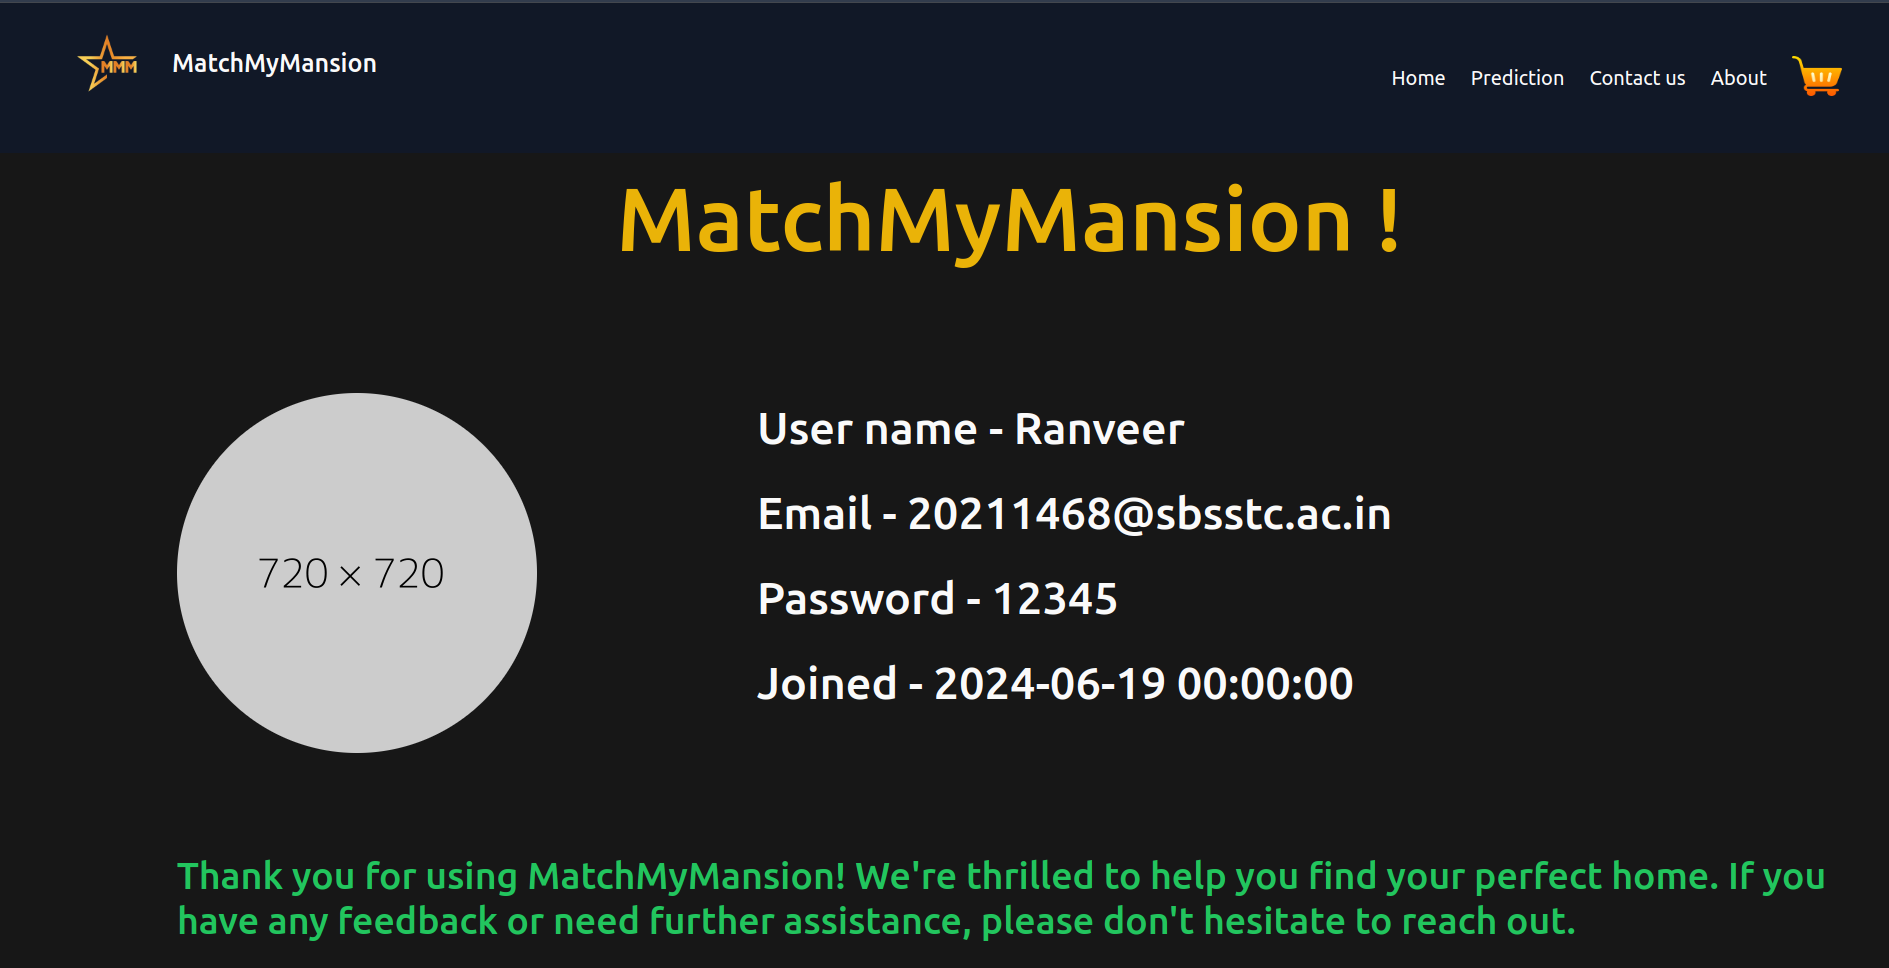 MMM
MatchMyMansion
Home Prediction Contact us About
MatchMyMansion !
720 × 720
User name - Ranveer
Email - 20211468@sbsstc.ac.in
Password - 12345
Joined - 2024-06-19 00:00:00
Thank you for using MatchMyMansion! We're thrilled to help you find your perfect home. If you
have any feedback or need further assistance, please don't hesitate to reach out.